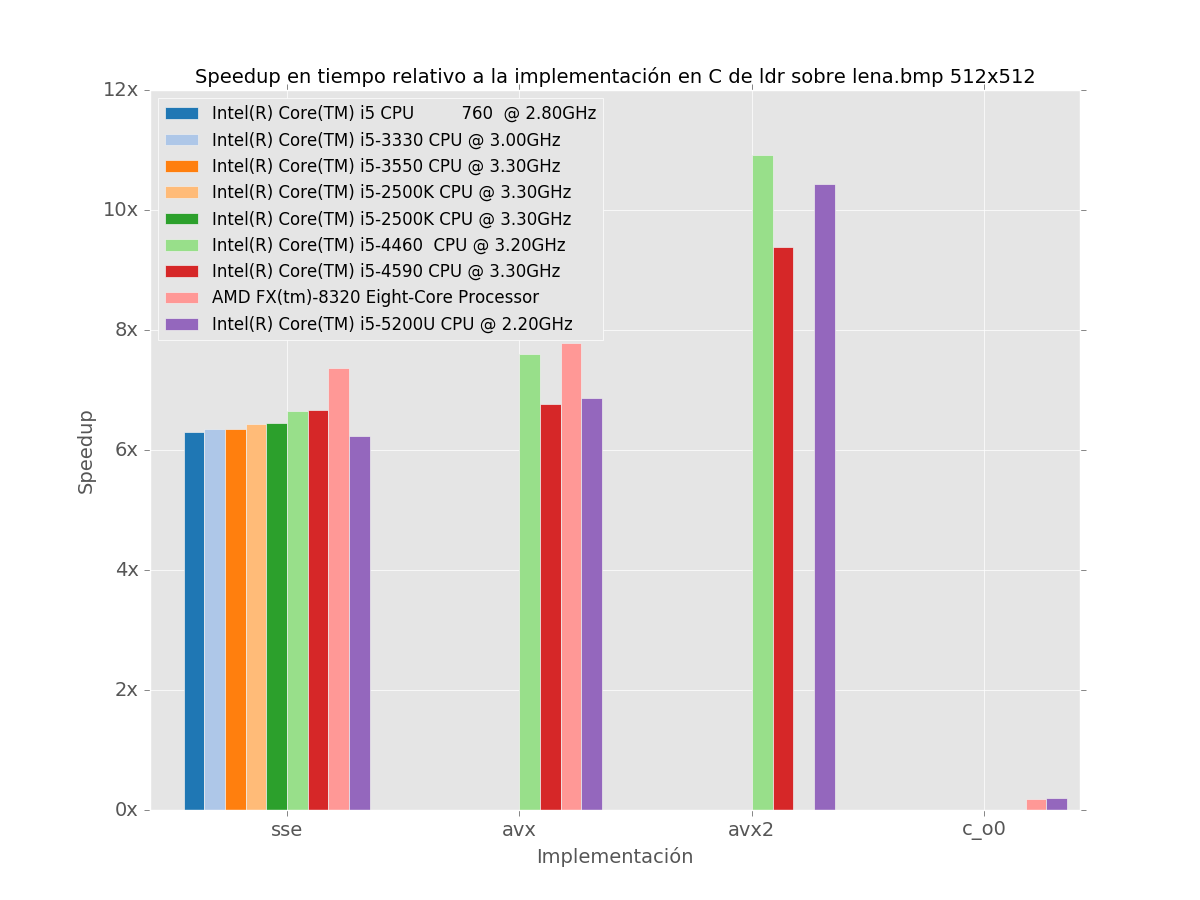 Speedup en tiempo relativo a la implementación en C de ldr sobre lena.bmp 512x512
12x
10x
8x
6x
4x
2x
0x
Speedup
Intel(R) Core(TM) i5 CPU         760  @ 2.80GHz
Intel(R) Core(TM) i5-3330 CPU @ 3.00GHz
Intel(R) Core(TM) i5-3550 CPU @ 3.30GHz
Intel(R) Core(TM) i5-2500K CPU @ 3.30GHz
Intel(R) Core(TM) i5-2500K CPU @ 3.30GHz
Intel(R) Core(TM) i5-4460  CPU @ 3.20GHz
Intel(R) Core(TM) i5-4590 CPU @ 3.30GHz
AMD FX(tm)-8320 Eight-Core Processor
Intel(R) Core(TM) i5-5200U CPU @ 2.20GHz
sse avx avx2 c_o0
Implementación